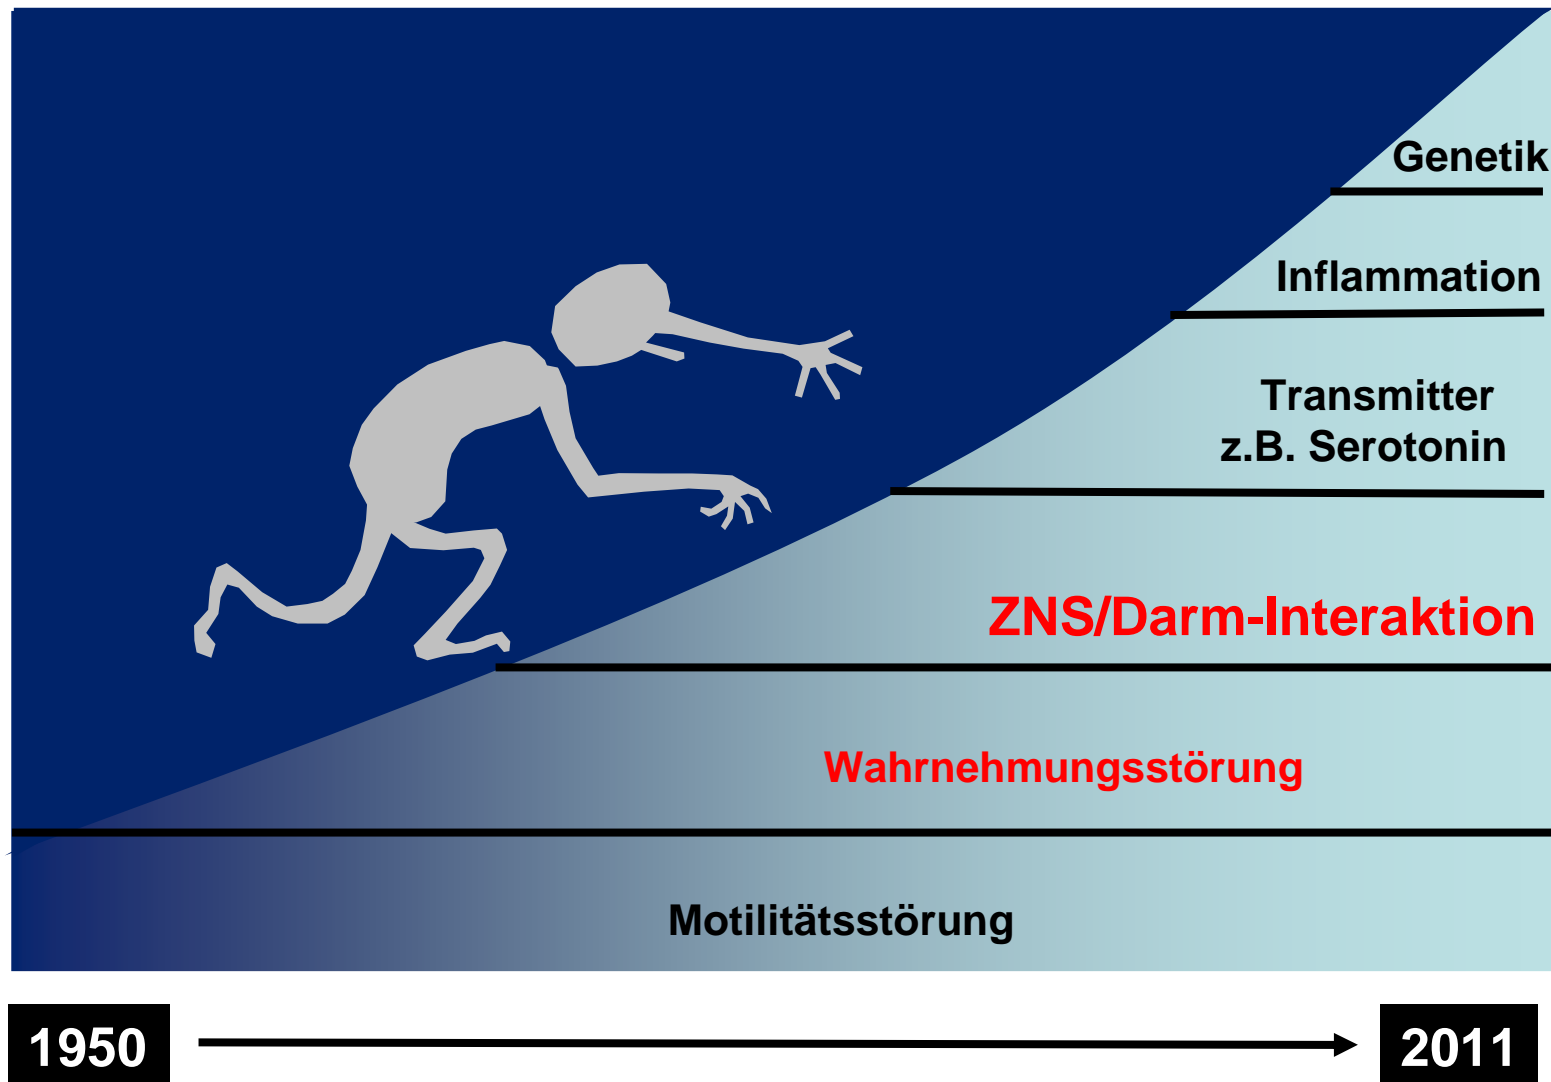 Genetik
Inflammation
Transmitter
z.B. Serotonin
ZNS/Darm-Interaktion
Wahrnehmungsstörung
Motilitätsstörung
1950
2011